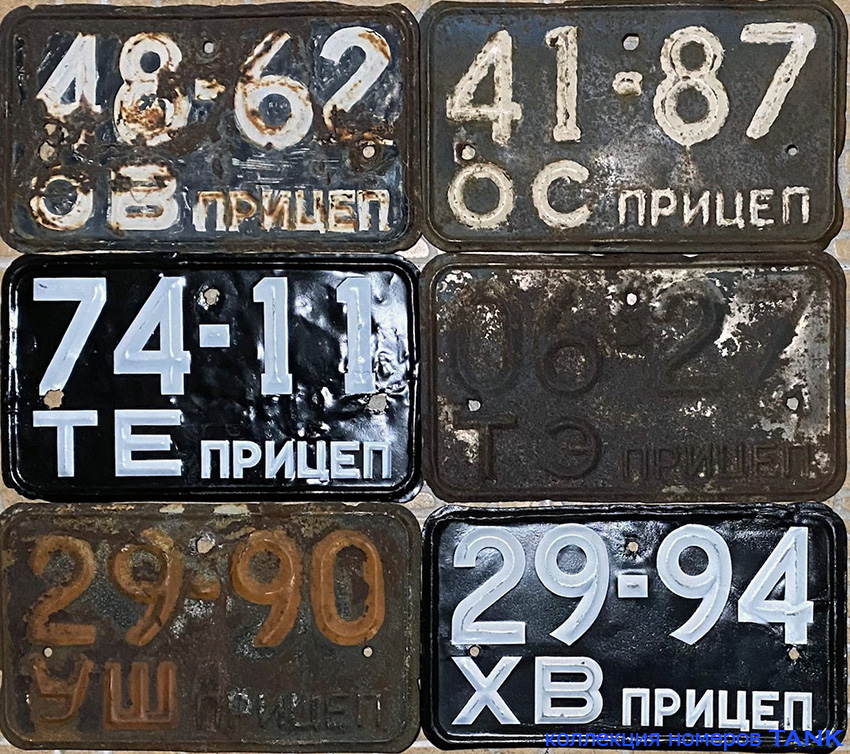 48-62
ОВ ПРИЦЕП
41-87
ОС ПРИЦЕП
74-11
ТЕ ПРИЦЕП
06-27
ТЭ ПРИЦЕП
29-90
УШ ПРИЦЕП
29-94
ХВ ПРИЦЕП
коллекция номеров TANK